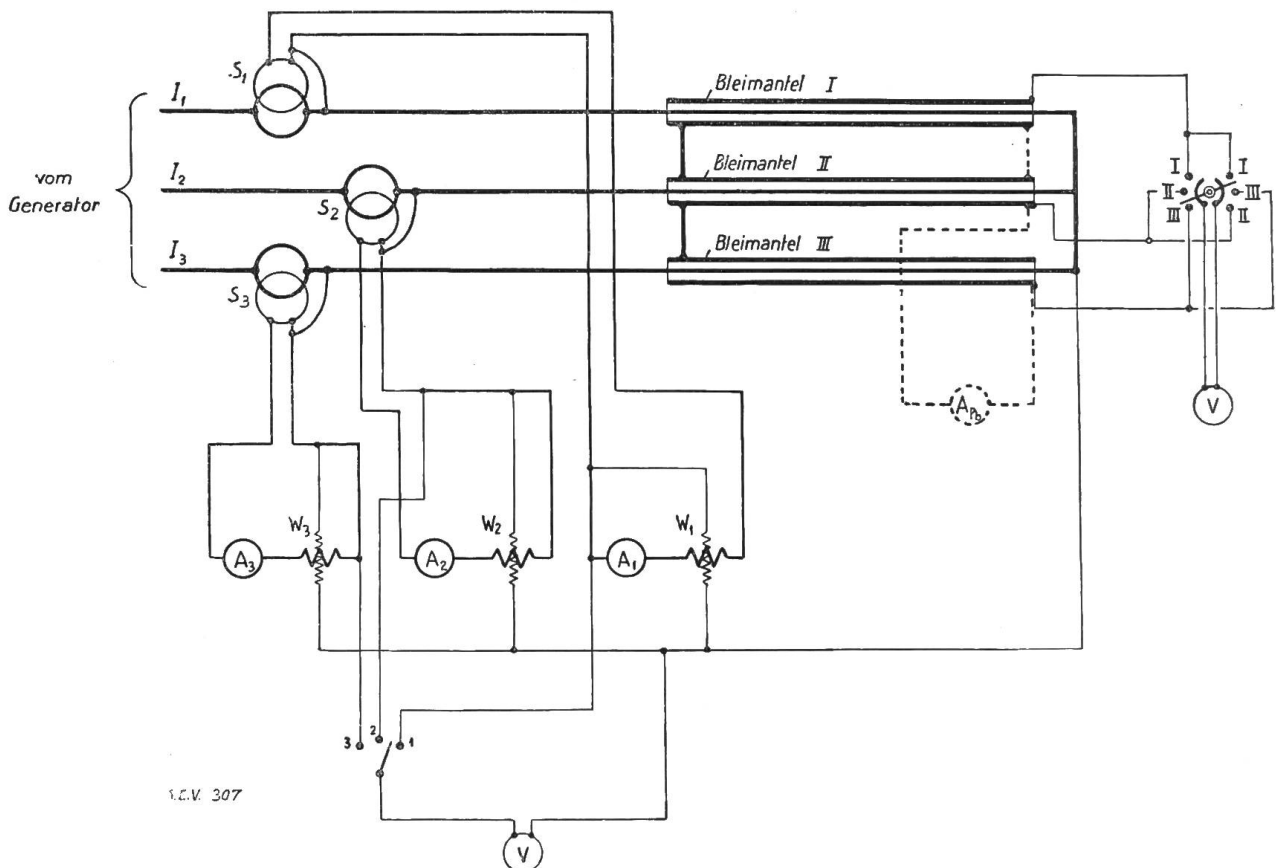 S1
I1
Bleimantel I
I2
S2
Bleimantel II
vom
Generator
I3
S3
Bleimantel III
I
I
II
III
III
II
APb
V
W3
W2
W1
A3
A2
A1
3
2
1
V
S.E.V. 307